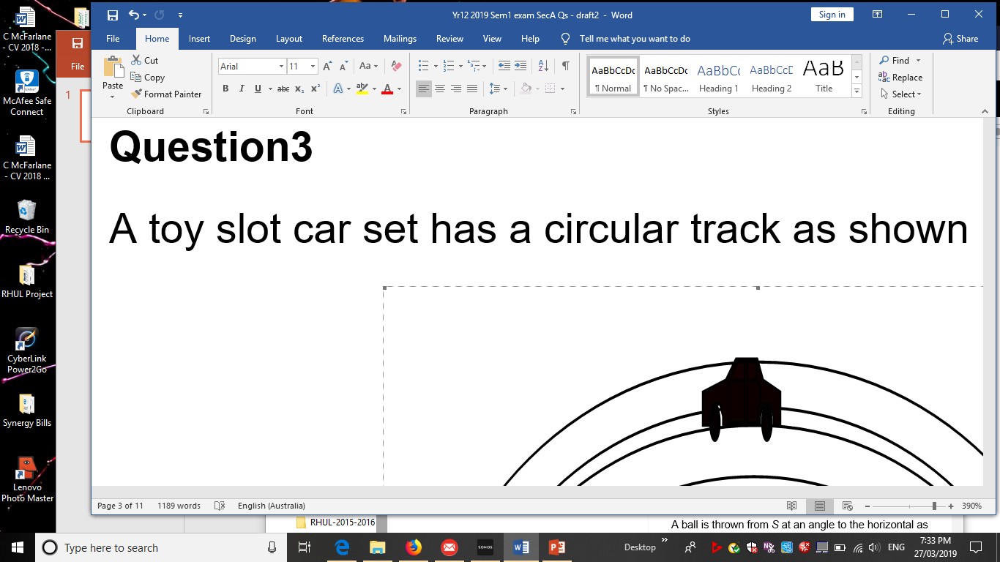 C McFarlane
- CV 2018 -...
McAfee Safe
Connect
C McFarlane
- CV 2018 ...
Recycle Bin
RHUL Project
CyberLink
Power2Go
Synergy Bills
Lenovo
Photo Master
File
1
Yr12 2019 Sem1 exam SecA Qs - draft2 - Word
Sign in
File Home Insert Design Layout References Mailings Review View Help Tell me what you want to do Share
Paste
Cut
Copy
Format Painter
Clipboard
Arial 11
Font
Paragraph
AaBbCcDc
¶ Normal
AaBbCcDc
¶ No Spac...
AaBbCc
Heading 1
AaBbCcD
Heading 2
AaB
Title
Styles
Find
Replace
Select
Editing
Question3
A toy slot car set has a circular track as shown
Page 3 of 11 1189 words English (Australia) 390%
RHUL-2015-2016
A ball is thrown from S at an angle to the horizontal as
Type here to search
SONOS
Desktop
ENG
7:33 PM
27/03/2019